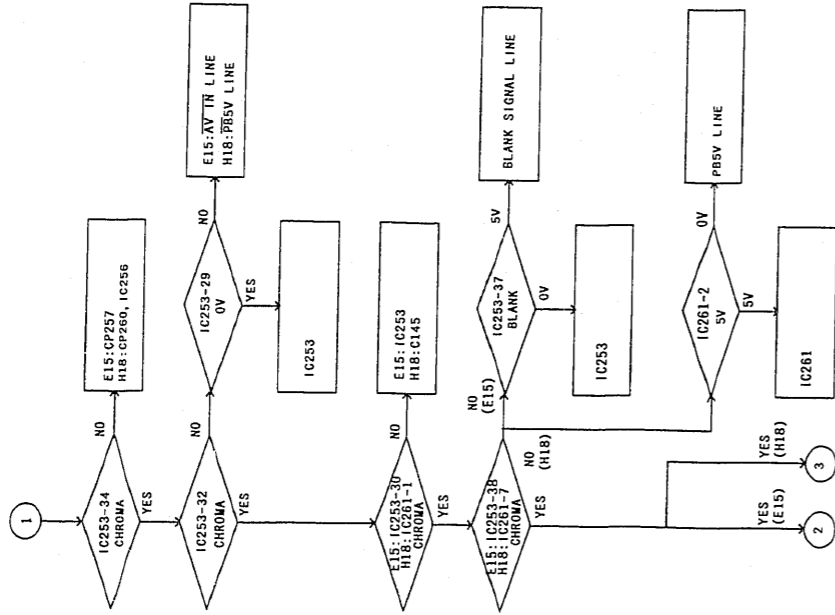 1
IC253-34
CHROMA
NO
E15:CP257
H18:CP260, IC256
YES
IC253-32
CHROMA
NO
IC253-29
0V
NO
E15:A̅V̅ I̅N̅ LINE
H18:P̅B̅5V LINE
YES
IC253
YES
E15:IC253-30
H18:IC261-1
CHROMA
NO
E15:IC253
H18:C145
YES
E15:IC253-38
H18:IC261-7
CHROMA
NO
(E15)
IC253-37
BLANK
5V
BLANK SIGNAL LINE
0V
IC253
NO
(H18)
IC261-2
5V
0V
PB5V LINE
5V
IC261
YES
YES
(E15)
2
YES
(H18)
3